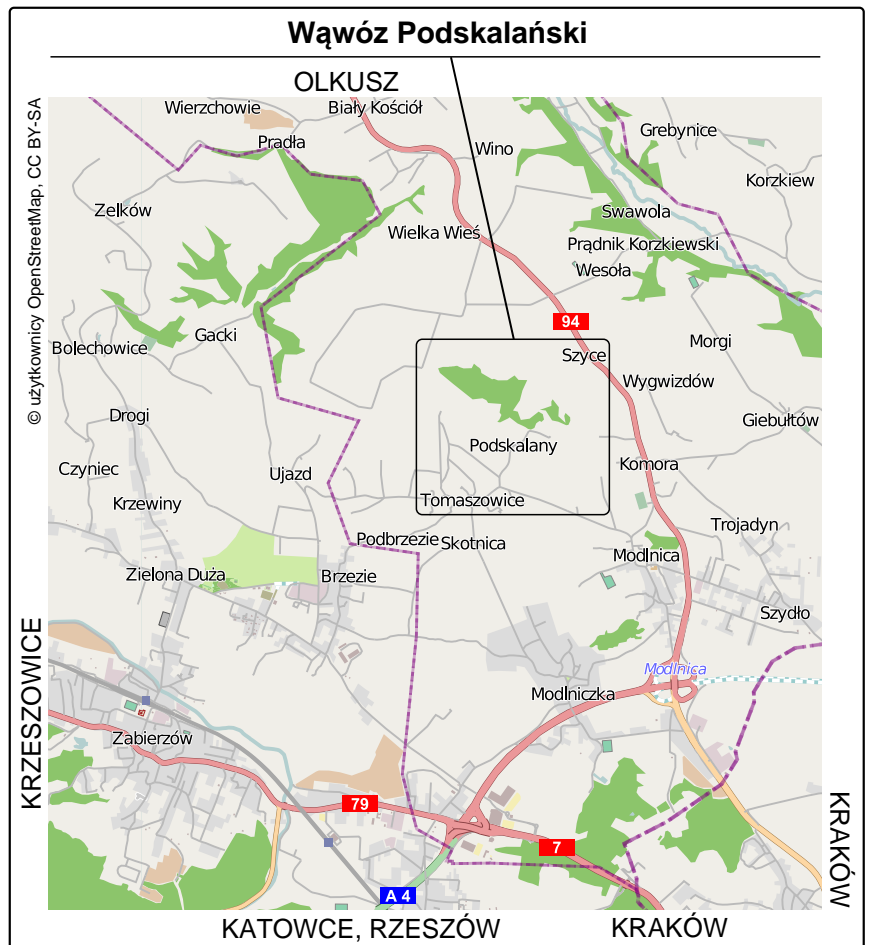 Wąwóz Podskalański
OLKUSZ
© użytkownicy OpenStreetMap, CC BY-SA
Wierzchowie
Biały Kościół
Grebynice
Pradła
Wino
Korzkiew
Zelków
Swawola
Wielka Wieś
Prądnik Korzkiewski
Wesoła
94
Gacki
Morgi
Bolechowice
Szyce
Wygwizdów
Drogi
Giebułtów
Podskalany
Czyniec
Ujazd
Komora
Krzewiny
Tomaszowice
Trojadyn
Podbrzezie
Skotnica
Modlnica
Zielona Duża
Brzezie
Szydło
KRZESZOWICE
Modlnica
Modlniczka
Zabierzów
79
7
KRAKÓW
A 4
KATOWCE, RZESZÓW
KRAKÓW